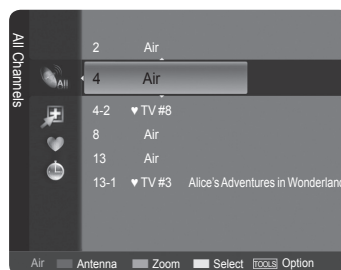 All Channels
2 Air
All
4 Air
4-2 ♥ TV #8
8 Air
13 Air
13-1 ♥ TV #3 Alice's Adventures in Wonderland
Air Antenna Zoom Select TOOLS Option